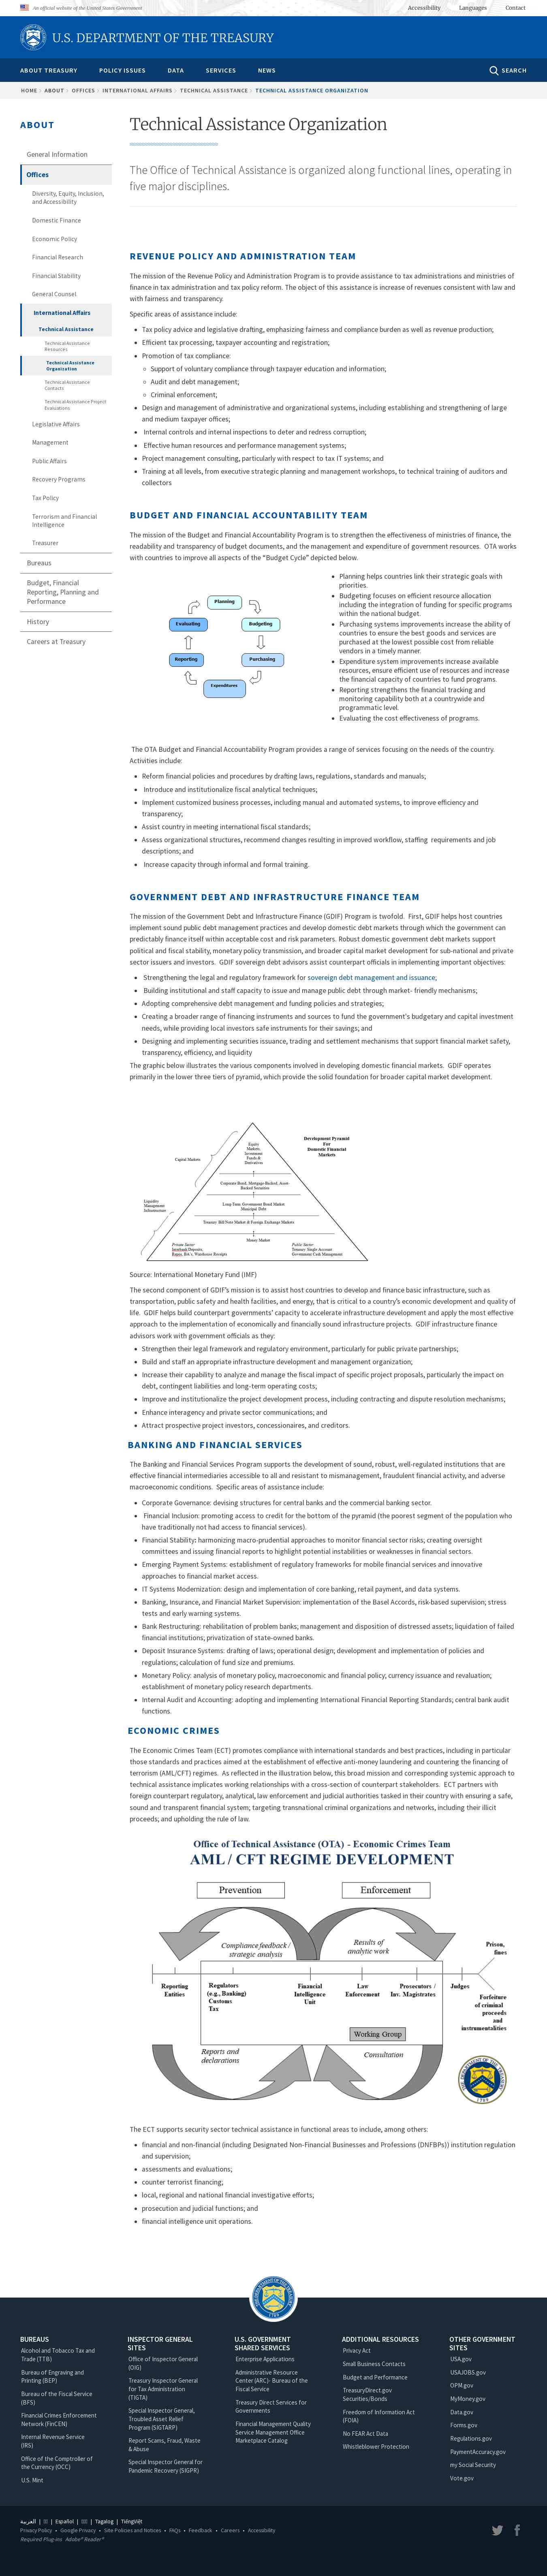 An official website of the United States Government
Accessibility Languages Contact
U.S. DEPARTMENT OF THE TREASURY
ABOUT TREASURY POLICY ISSUES DATA SERVICES NEWS SEARCH
HOME › ABOUT › OFFICES › INTERNATIONAL AFFAIRS › TECHNICAL ASSISTANCE › TECHNICAL ASSISTANCE ORGANIZATION
ABOUT
General Information
Offices
Diversity, Equity, Inclusion,
and Accessibility
Domestic Finance
Economic Policy
Financial Research
Financial Stability
General Counsel
International Affairs
Technical Assistance
Technical Assistance
Resources
Technical Assistance
Organization
Technical Assistance
Contacts
Technical Assistance Project
Evaluations
Legislative Affairs
Management
Public Affairs
Recovery Programs
Tax Policy
Terrorism and Financial
Intelligence
Treasurer
Bureaus
Budget, Financial
Reporting, Planning and
Performance
History
Careers at Treasury
Technical Assistance Organization
The Office of Technical Assistance is organized along functional lines, operating in
five major disciplines.
REVENUE POLICY AND ADMINISTRATION TEAM
The mission of the Revenue Policy and Administration Program is to provide assistance to tax administrations and ministries of
finance in tax administration and tax policy reform. The object of this assistance is increase of revenues consistent with law and
with fairness and transparency.
Specific areas of assistance include:
• Tax policy advice and legislative drafting, emphasizing fairness and compliance burden as well as revenue production;
• Efficient tax processing, taxpayer accounting and registration;
• Promotion of tax compliance:
○ Support of voluntary compliance through taxpayer education and information,
○ Audit and debt management;
○ Criminal enforcement;
• Design and management of administrative and organizational systems, including establishing and strengthening of large
and medium taxpayer offices;
• Internal controls and internal inspections to deter and redress corruption;
• Effective human resources and performance management systems;
• Project management consulting, particularly with respect to tax IT systems; and
• Training at all levels, from executive strategic planning and management workshops, to technical training of auditors and
collectors
BUDGET AND FINANCIAL ACCOUNTABILITY TEAM
The mission of the Budget and Financial Accountability Program is to strengthen the effectiveness of ministries of finance, the
readability and transparency of budget documents, and the management and expenditure of government resources. OTA works
with countries to improve all aspects of the “Budget Cycle” depicted below.
Planning
Evaluating Budgeting
Reporting Purchasing
Expenditures
• Planning helps countries link their strategic goals with
priorities.
• Budgeting focuses on efficient resource allocation
including the integration of funding for specific programs
within the national budget.
• Purchasing systems improvements increase the ability of
countries to ensure the best goods and services are
purchased at the lowest possible cost from reliable
vendors in a timely manner.
• Expenditure system improvements increase available
resources, ensure efficient use of resources and increase
the financial capacity of countries to fund programs.
• Reporting strengthens the financial tracking and
monitoring capability both at a countrywide and
programmatic level.
• Evaluating the cost effectiveness of programs.
The OTA Budget and Financial Accountability Program provides a range of services focusing on the needs of the country.
Activities include:
• Reform financial policies and procedures by drafting laws, regulations, standards and manuals;
• Introduce and institutionalize fiscal analytical techniques;
• Implement customized business processes, including manual and automated systems, to improve efficiency and
transparency;
• Assist country in meeting international fiscal standards;
• Assess organizational structures, recommend changes resulting in improved workflow, staffing requirements and job
descriptions; and
• Increase capacity through informal and formal training.
GOVERNMENT DEBT AND INFRASTRUCTURE FINANCE TEAM
The mission of the Government Debt and Infrastructure Finance (GDIF) Program is twofold. First, GDIF helps host countries
implement sound public debt management practices and develop domestic debt markets through which the government can
predictably finance itself within acceptable cost and risk parameters. Robust domestic government debt markets support
political and fiscal stability, monetary policy transmission, and broader capital market development for sub-national and private
sector issuers and investors. GDIF sovereign debt advisors assist counterpart officials in implementing important objectives:
• Strengthening the legal and regulatory framework for sovereign debt management and issuance;
• Building institutional and staff capacity to issue and manage public debt through market- friendly mechanisms;
• Adopting comprehensive debt management and funding policies and strategies;
• Creating a broader range of financing instruments and sources to fund the government's budgetary and capital investment
needs, while providing local investors safe instruments for their savings; and
• Designing and implementing securities issuance, trading and settlement mechanisms that support financial market safety,
transparency, efficiency, and liquidity
The graphic below illustrates the various components involved in developing domestic financial markets. GDIF operates
primarily in the lower three tiers of pyramid, which provide the solid foundation for broader capital market development.
Development Pyramid
For
Domestic Financial
Markets
Capital Markets
Equity
Markets,
Investment
Funds &
Derivatives
Corporate Bond, Mortgage-Backed, Asset-
Backed Securities
Liquidity
Management
Infrastructure
Long-Term Government Bond Market
Municipal Debt
Treasury Bill/Note Market & Foreign Exchange Markets
Money Market
Private Sector
Interbank Deposits,
Repos, BA's, Warehouse Receipts
Public Sector
Treasury: Single Account
Government Cash Management
Source: International Monetary Fund (IMF)
The second component of GDIF’s mission is to assist host countries to develop and finance basic infrastructure, such as
transportation, public safety and health facilities, and energy, that is critical to a country’s economic development and quality of
life. GDIF helps build counterpart governments’ capacity to accelerate infrastructure development and apply the most effective
approach to the implementation of economically and financially sound infrastructure projects. GDIF infrastructure finance
advisors work with government officials as they:
• Strengthen their legal framework and regulatory environment, particularly for public private partnerships;
• Build and staff an appropriate infrastructure development and management organization;
• Increase their capability to analyze and manage the fiscal impact of specific project proposals, particularly the impact on
debt, contingent liabilities and long-term operating costs;
• Improve and institutionalize the project development process, including contracting and dispute resolution mechanisms;
• Enhance interagency and private sector communications; and
• Attract prospective project investors, concessionaires, and creditors.
BANKING AND FINANCIAL SERVICES
The Banking and Financial Services Program supports the development of sound, robust, well-regulated institutions that are
effective financial intermediaries accessible to all and resistant to mismanagement, fraudulent financial activity, and adverse
macroeconomic conditions. Specific areas of assistance include:
• Corporate Governance: devising structures for central banks and the commercial banking sector.
• Financial Inclusion: promoting access to credit for the bottom of the pyramid (the poorest segment of the population who
have traditionally not had access to financial services).
• Financial Stability: harmonizing macro-prudential approaches to monitor financial sector risks; creating oversight
committees and issuing financial reports to highlight potential instabilities or weaknesses in financial sectors.
• Emerging Payment Systems: establishment of regulatory frameworks for mobile financial services and innovative
approaches to financial market access.
• IT Systems Modernization: design and implementation of core banking, retail payment, and data systems.
• Banking, Insurance, and Financial Market Supervision: implementation of the Basel Accords, risk-based supervision; stress
tests and early warning systems.
• Bank Restructuring: rehabilitation of problem banks; management and disposition of distressed assets; liquidation of failed
financial institutions; privatization of state-owned banks.
• Deposit Insurance Systems: drafting of laws; operational design; development and implementation of policies and
regulations; calculation of fund size and premiums.
• Monetary Policy: analysis of monetary policy, macroeconomic and financial policy; currency issuance and revaluation;
establishment of monetary policy research departments.
• Internal Audit and Accounting: adopting and implementing International Financial Reporting Standards; central bank audit
functions.
ECONOMIC CRIMES
The Economic Crimes Team (ECT) promotes compliance with international standards and best practices, including in particular
those standards and practices aimed at the establishment of effective anti-money laundering and countering the financing of
terrorism (AML/CFT) regimes. As reflected in the illustration below, this broad mission and corresponding systemic approach to
technical assistance implicates working relationships with a cross-section of counterpart stakeholders. ECT partners with
foreign counterpart regulatory, analytical, law enforcement and judicial authorities tasked in their country with ensuring a safe,
sound and transparent financial system; targeting transnational criminal organizations and networks, including their illicit
proceeds; and upholding the rule of law.
Office of Technical Assistance (OTA) - Economic Crimes Team
AML / CFT REGIME DEVELOPMENT
Prevention Enforcement
Compliance feedback /
strategic analysis
Results of
analytic work
Prison,
fines
Reporting
Entities
Regulators
(e.g., Banking)
Customs
Tax
Financial
Intelligence
Unit
Law
Enforcement
Prosecutors /
Inv. Magistrates
Judges
Forfeiture
of criminal
proceeds
and
instrumentalities
Working Group
Reports and
declarations
Consultation
The ECT supports security sector technical assistance in functional areas to include, among others:
• financial and non-financial (including Designated Non-Financial Businesses and Professions (DNFBPs)) institution regulation
and supervision;
• assessments and evaluations;
• counter terrorist financing;
• local, regional and national financial investigative efforts;
• prosecution and judicial functions; and
• financial intelligence unit operations.
BUREAUS
Alcohol and Tobacco Tax and
Trade (TTB)
Bureau of Engraving and
Printing (BEP)
Bureau of the Fiscal Service
(BFS)
Financial Crimes Enforcement
Network (FinCEN)
Internal Revenue Service
(IRS)
Office of the Comptroller of
the Currency (OCC)
U.S. Mint
INSPECTOR GENERAL
SITES
Office of Inspector General
(OIG)
Treasury Inspector General
for Tax Administration
(TIGTA)
Special Inspector General,
Troubled Asset Relief
Program (SIGTARP)
Report Scams, Fraud, Waste
& Abuse
Special Inspector General for
Pandemic Recovery (SIGPR)
U.S. GOVERNMENT
SHARED SERVICES
Enterprise Applications
Administrative Resource
Center (ARC)- Bureau of the
Fiscal Service
Treasury Direct Services for
Governments
Financial Management Quality
Service Management Office
Marketplace Catalog
ADDITIONAL RESOURCES
Privacy Act
Small Business Contacts
Budget and Performance
TreasuryDirect.gov
Securities/Bonds
Freedom of Information Act
(FOIA)
No FEAR Act Data
Whistleblower Protection
OTHER GOVERNMENT
SITES
USA.gov
USAJOBS.gov
OPM.gov
MyMoney.gov
Data.gov
Forms.gov
Regulations.gov
PaymentAccuracy.gov
my Social Security
Vote.gov
العربية | | Español | | Tagalog | TiếngViệt
Privacy Policy • Google Privacy • Site Policies and Notices • FAQs • Feedback • Careers • Accessibility
Required Plug-ins Adobe® Reader®